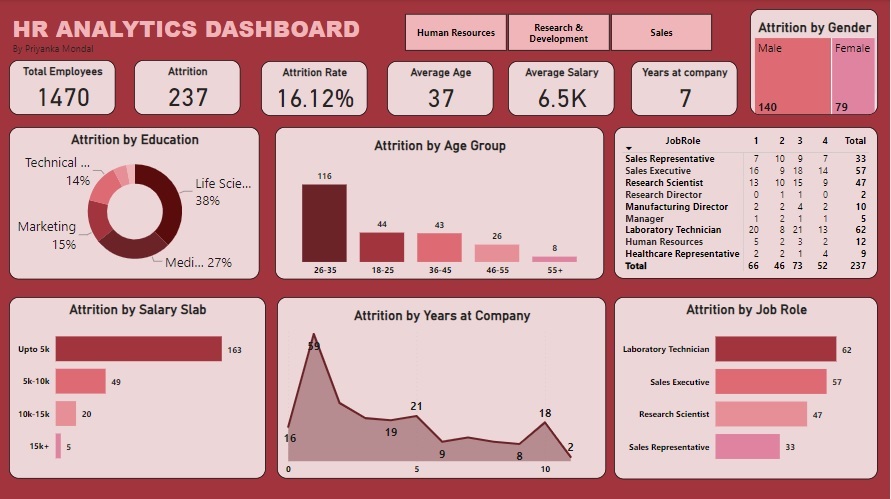 HR ANALYTICS DASHBOARD
By Priyanka Mondal
Human Resources
Research &
Development
Sales
Attrition by Gender
Male
Female
140
79
Total Employees
1470
Attrition
237
Attrition Rate
16.12%
Average Age
37
Average Salary
6.5K
Years at company
7
Attrition by Education
Technical ...
14%
Life Scie...
38%
Marketing
15%
Medi... 27%
Attrition by Age Group
116
44
43
26
8
26-35
18-25
36-45
46-55
55+
JobRole 1 2 3 4 Total
Sales Representative 7 10 9 7 33
Sales Executive 16 9 18 14 57
Research Scientist 13 10 15 9 47
Research Director 0 1 1 0 2
Manufacturing Director 2 2 4 2 10
Manager 1 2 1 1 5
Laboratory Technician 20 8 21 13 62
Human Resources 5 2 3 2 12
Healthcare Representative 2 2 1 4 9
Total 66 46 73 52 237
Attrition by Salary Slab
Upto 5k 163
5k-10k 49
10k-15k 20
15k+ 5
Attrition by Years at Company
59
16
19
21
9
8
18
2
0 5 10
Attrition by Job Role
Laboratory Technician 62
Sales Executive 57
Research Scientist 47
Sales Representative 33